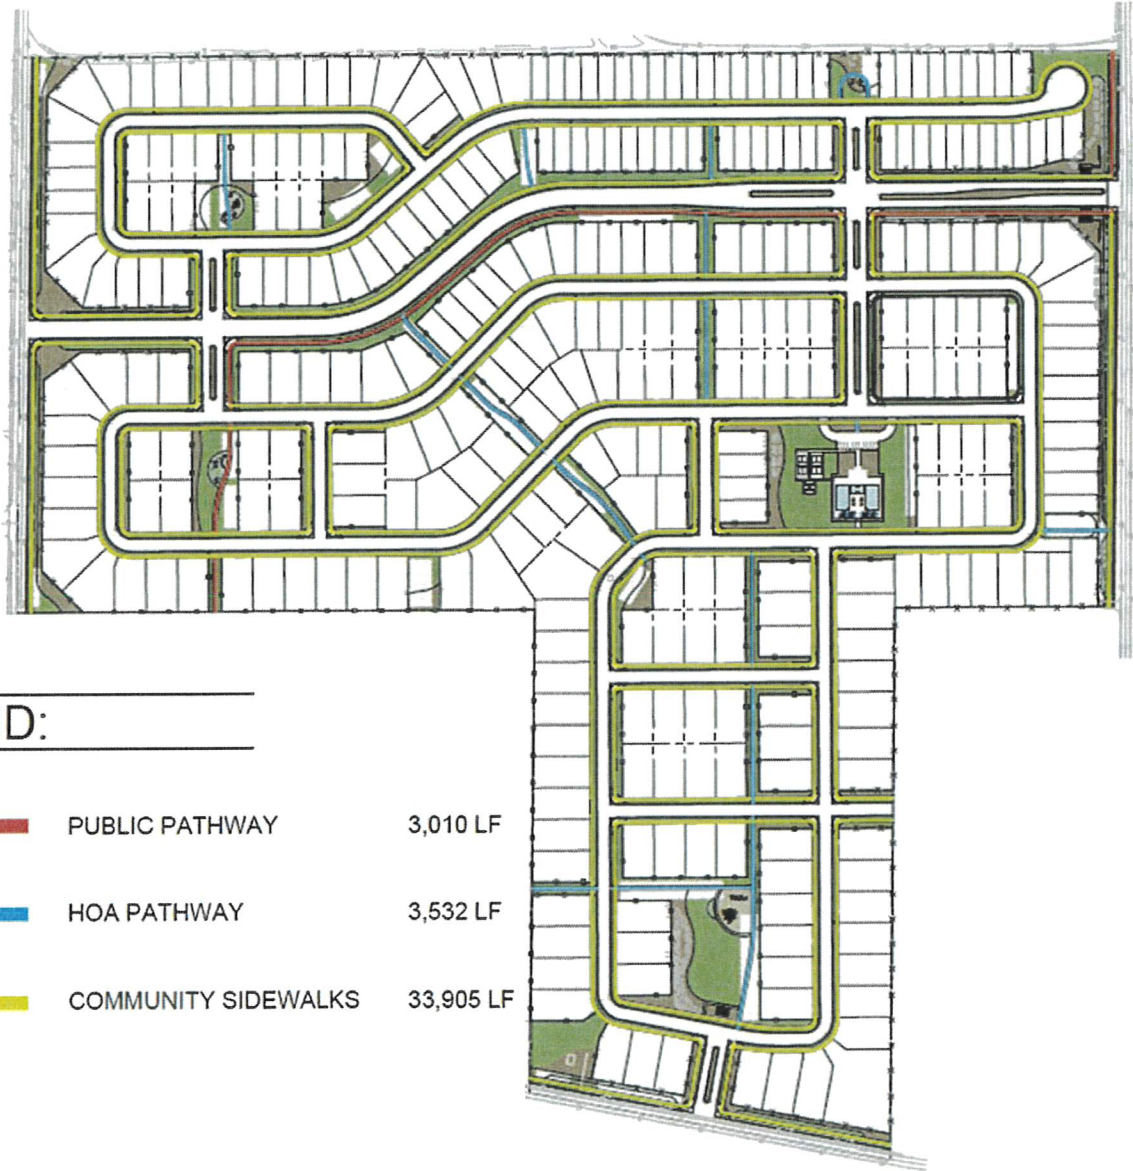 D:
PUBLIC PATHWAY 3,010 LF
HOA PATHWAY 3,532 LF
COMMUNITY SIDEWALKS 33,905 LF